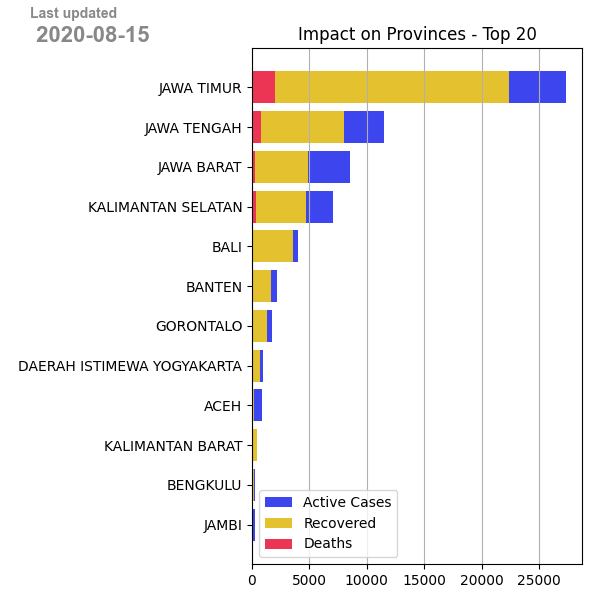 Last updated
2020-08-15
Impact on Provinces - Top 20
JAWA TIMUR
JAWA TENGAH
JAWA BARAT
KALIMANTAN SELATAN
BALI
BANTEN
GORONTALO
DAERAH ISTIMEWA YOGYAKARTA
ACEH
KALIMANTAN BARAT
BENGKULU
JAMBI
Active Cases
Recovered
Deaths
0 5000 10000 15000 20000 25000